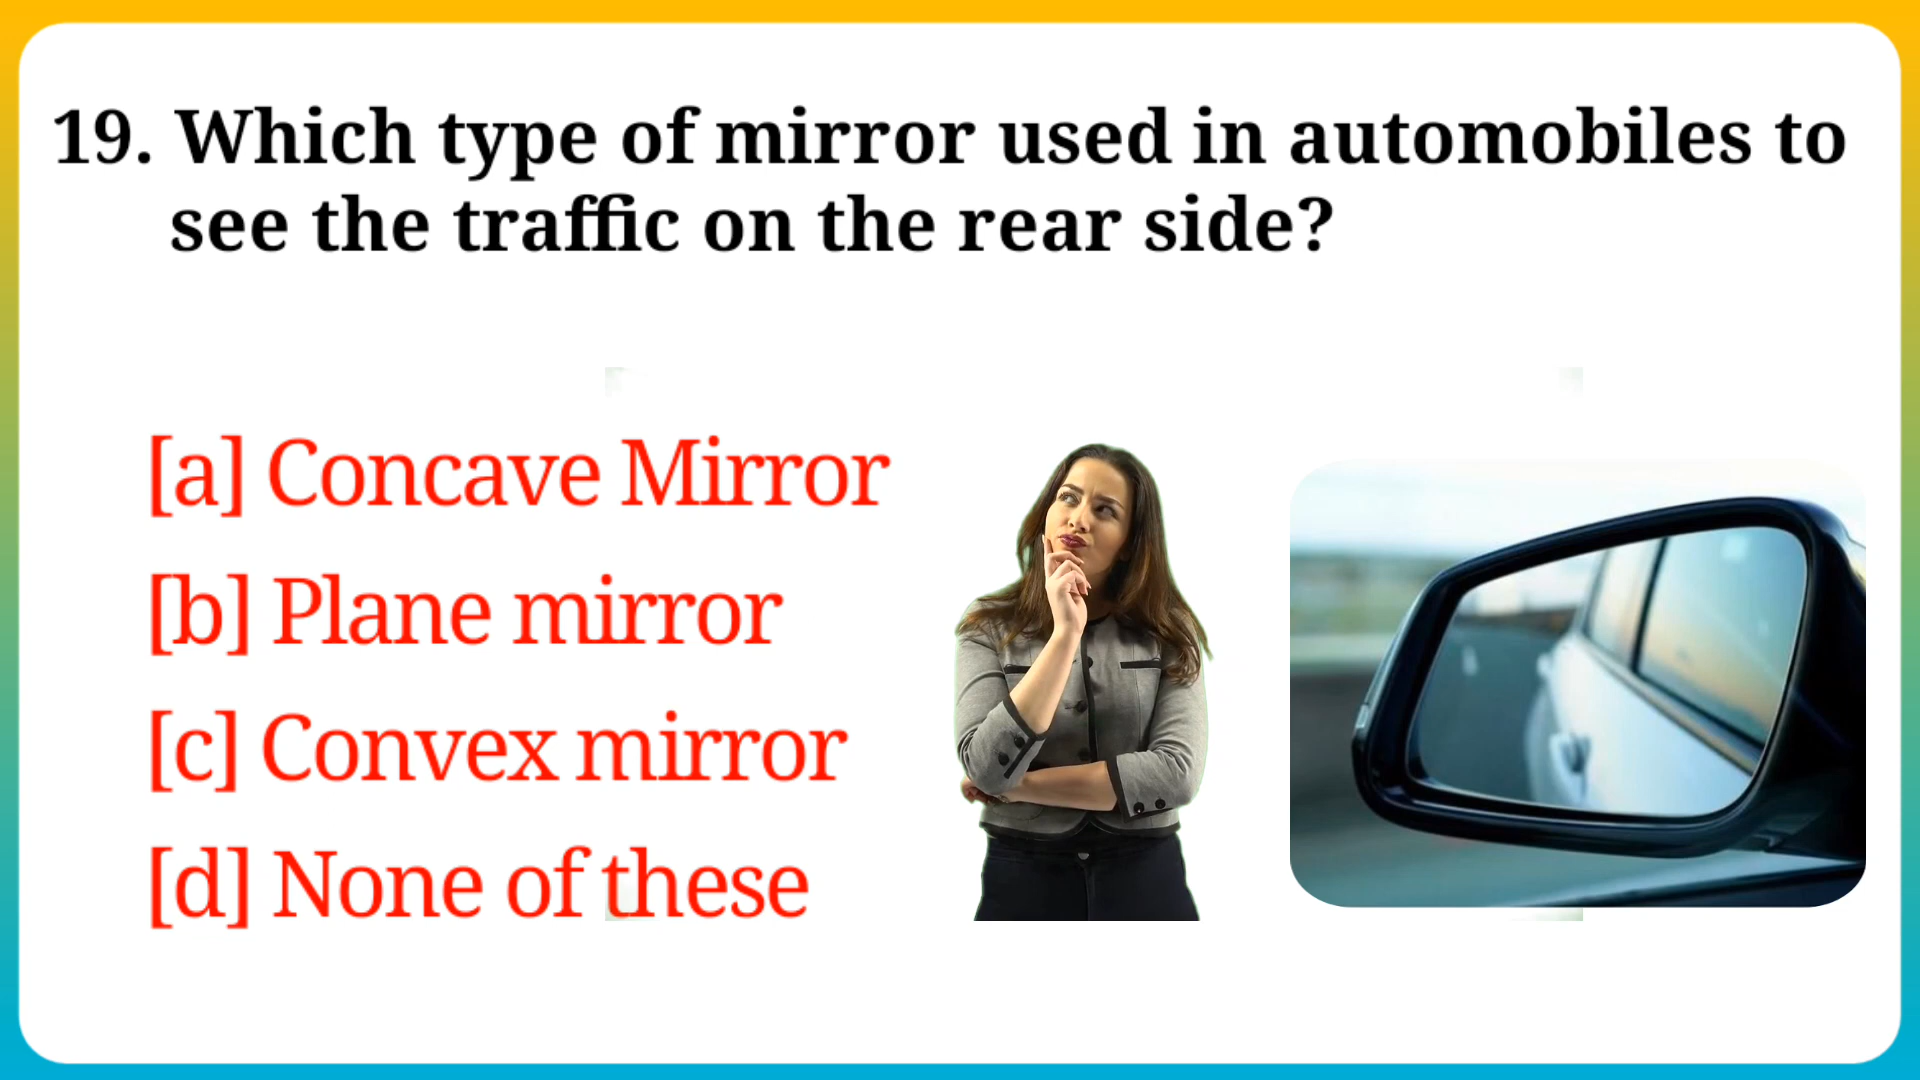 19. Which type of mirror used in automobiles to
see the traffic on the rear side?
[a] Concave Mirror
[b] Plane mirror
[c] Convex mirror
[d] None of these